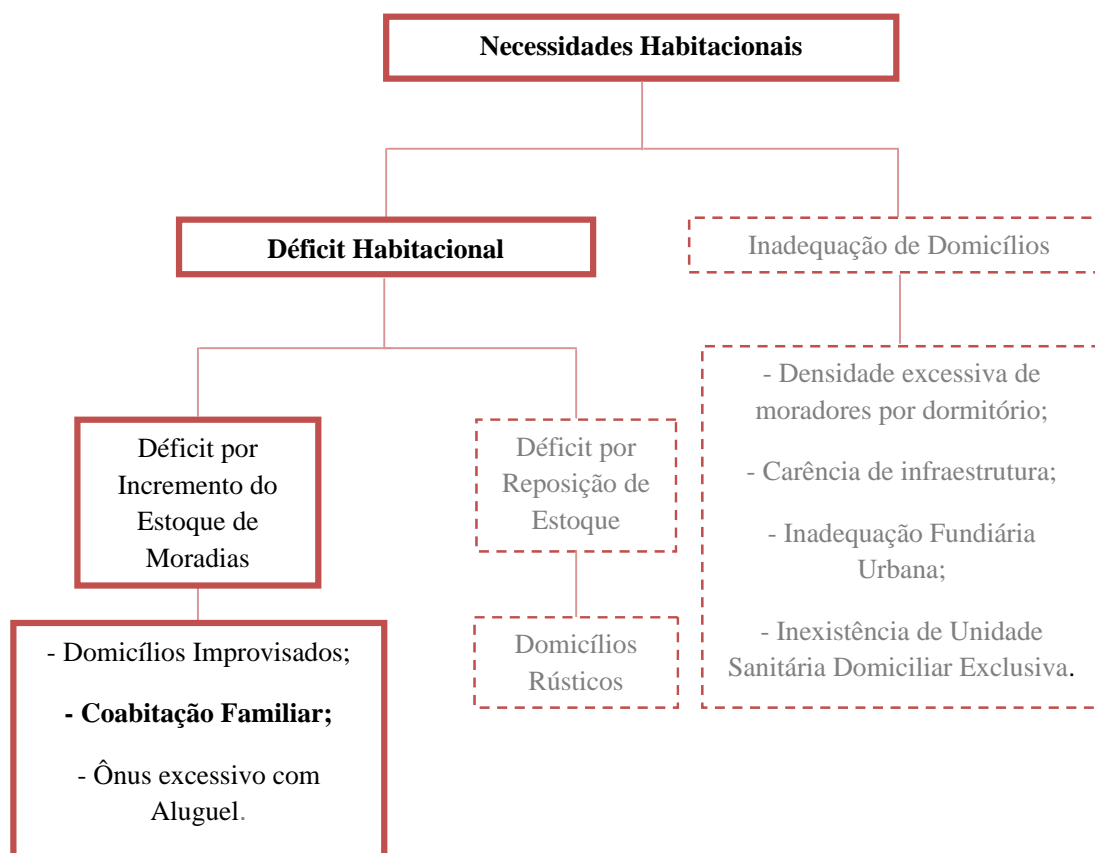 Necessidades Habitacionais
Déficit Habitacional
Inadequação de Domicílios
Déficit por
Incremento do
Estoque de
Moradias
Déficit por
Reposição de
Estoque
- Densidade excessiva de
moradores por dormitório;
- Carência de infraestrutura;
- Inadequação Fundiária
Urbana;
- Inexistência de Unidade
Sanitária Domiciliar Exclusiva.
- Domicílios Improvisados;
- Coabitação Familiar;
- Ônus excessivo com
Aluguel.
Domicílios
Rústicos